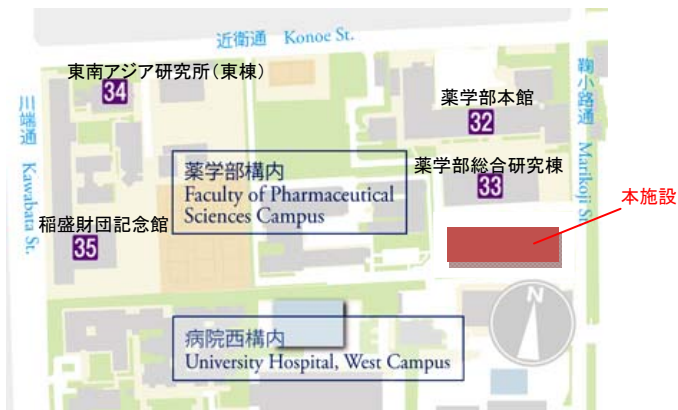 近衛通 Konoe St.
東南アジア研究所（東棟）
34
薬学部本館
32
川端通 Kawabata St.
鞠小路通 Marikoji St.
薬学部構内
Faculty of Pharmaceutical
Sciences Campus
薬学部総合研究棟
33
本施設
稲盛財団記念館
35
N
病院西構内
University Hospital, West Campus